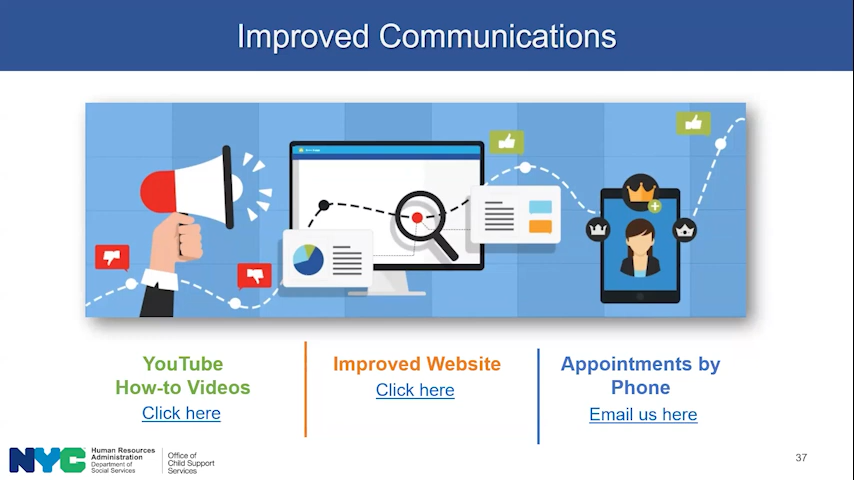 Improved Communications
YouTube
How-to Videos
Click here
Improved Website
Click here
Appointments by
Phone
Email us here
NYC
Human Resources
Administration
Department of
Social Services
Office of
Child Support
Services
37